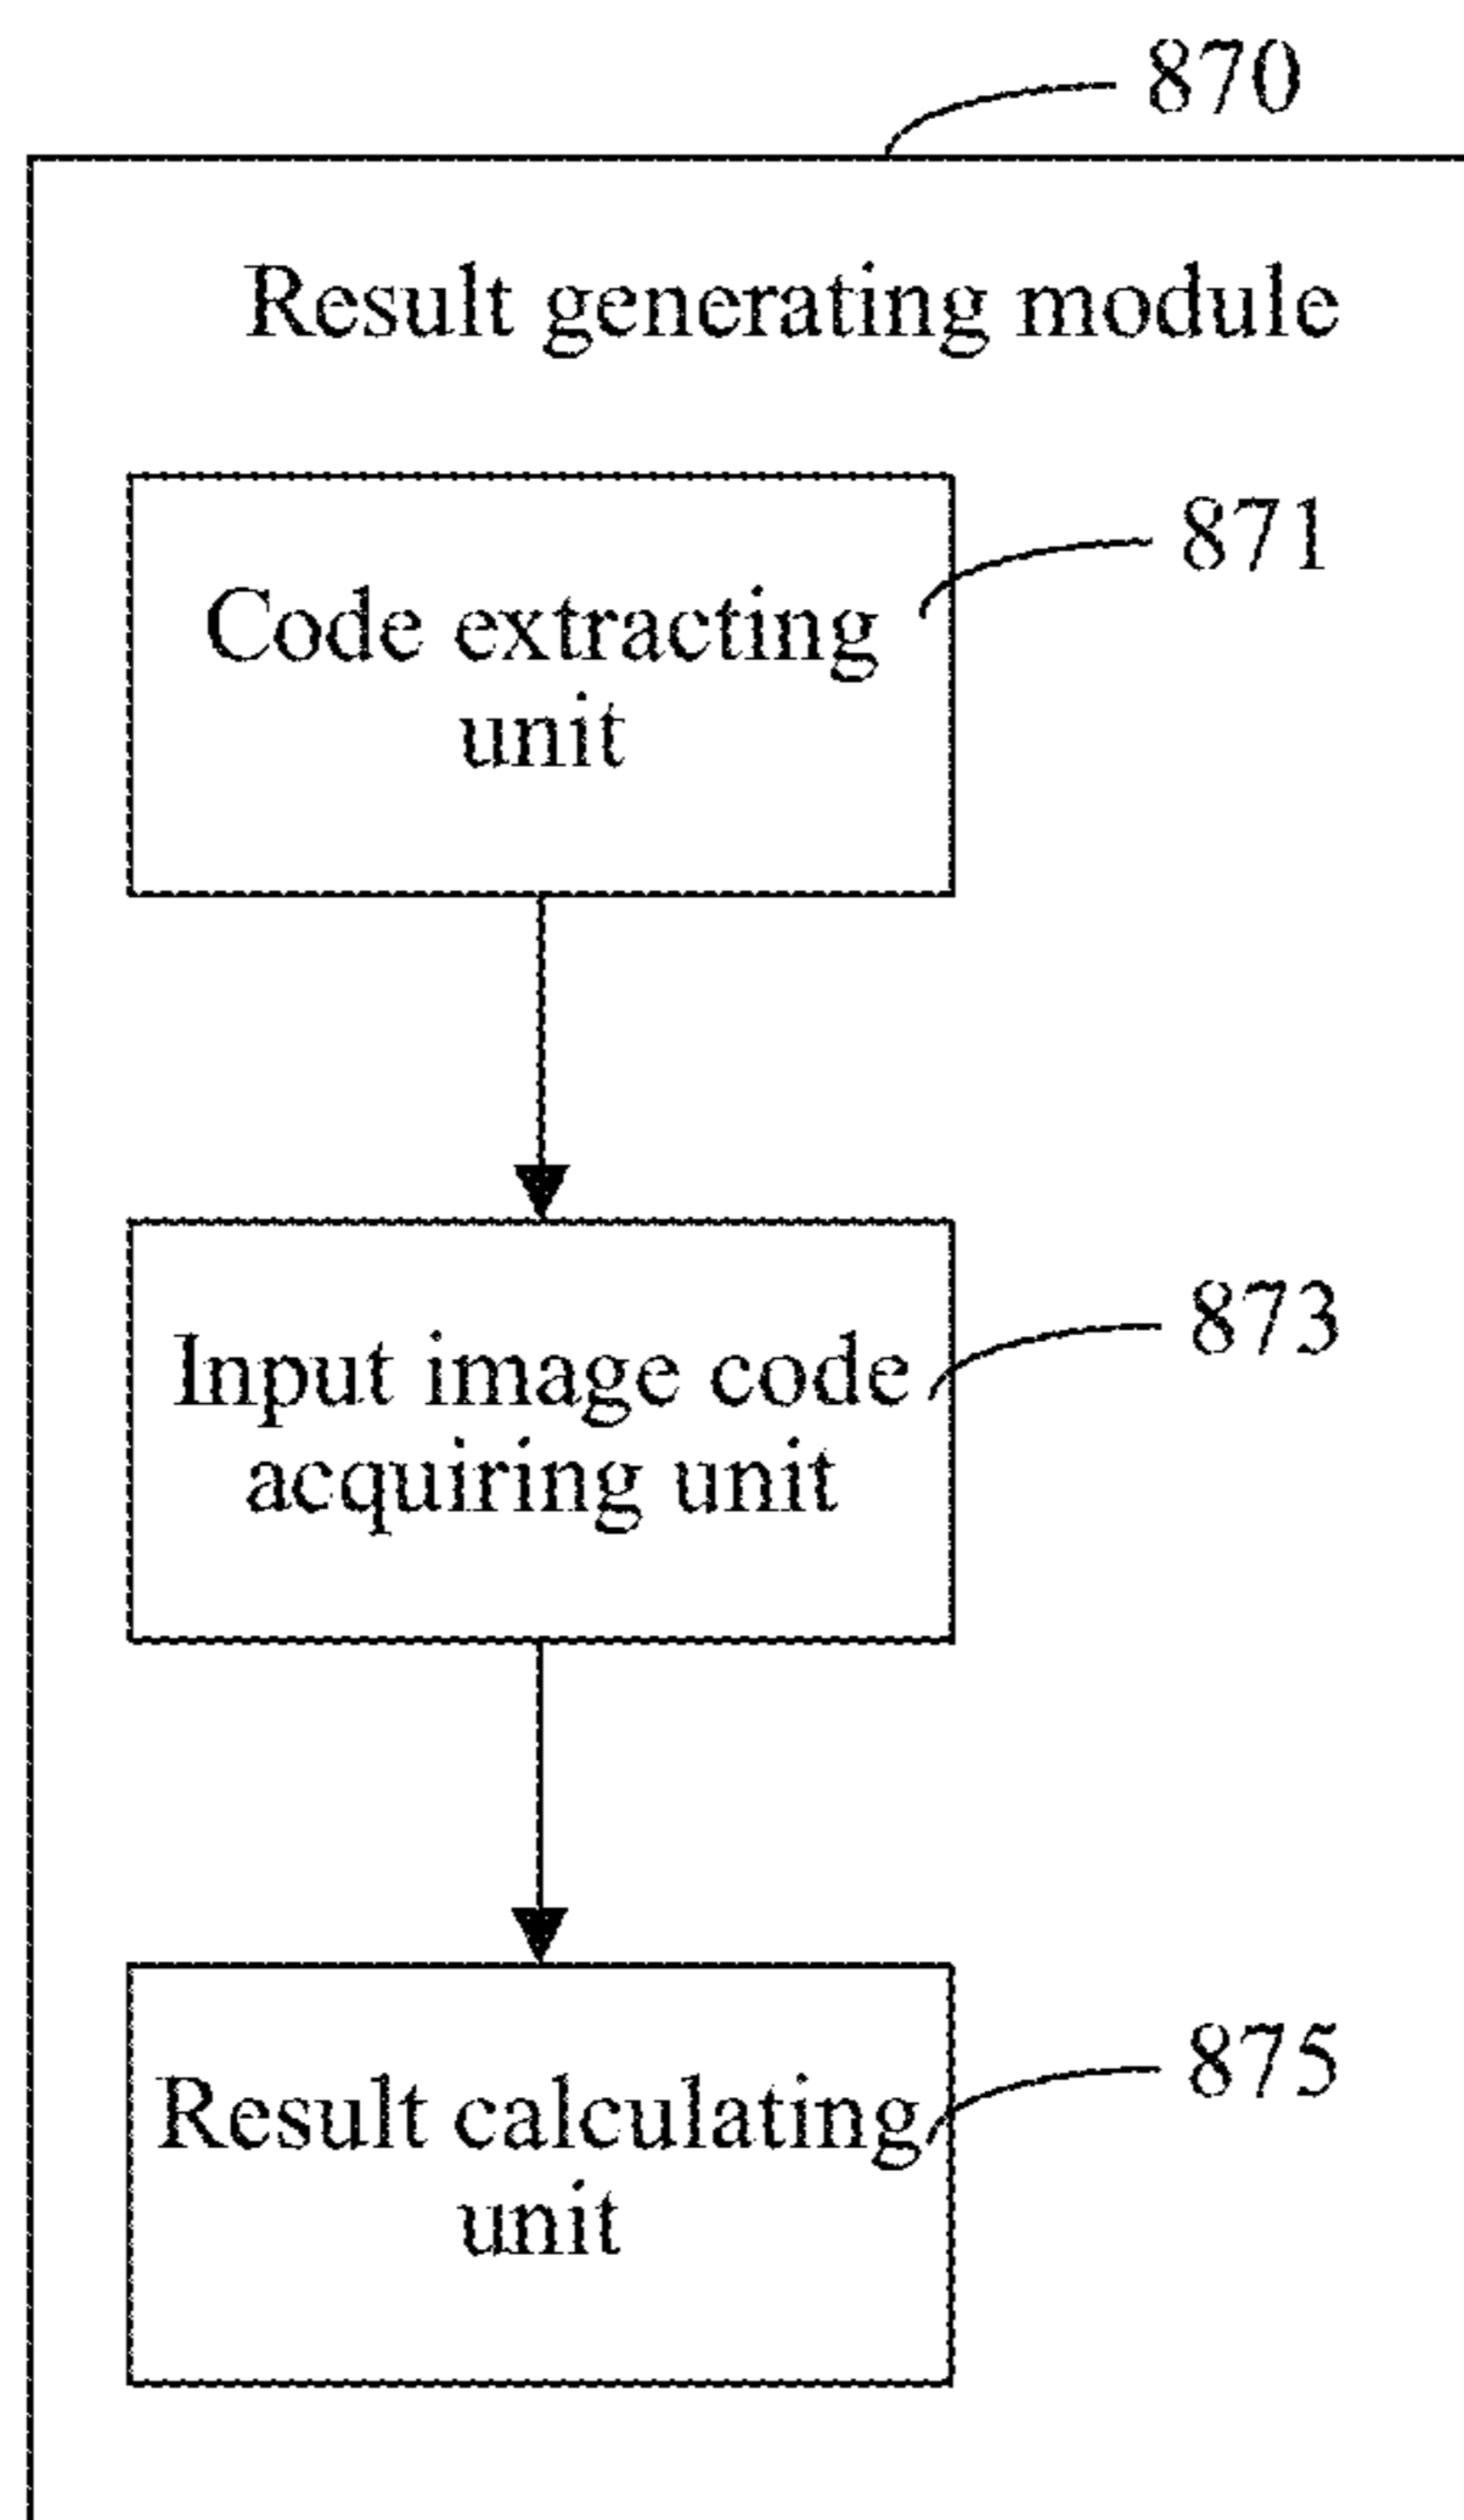 870
Result generating module
871
Code extracting
unit
873
Input image code
acquiring unit
875
Result calculating
unit